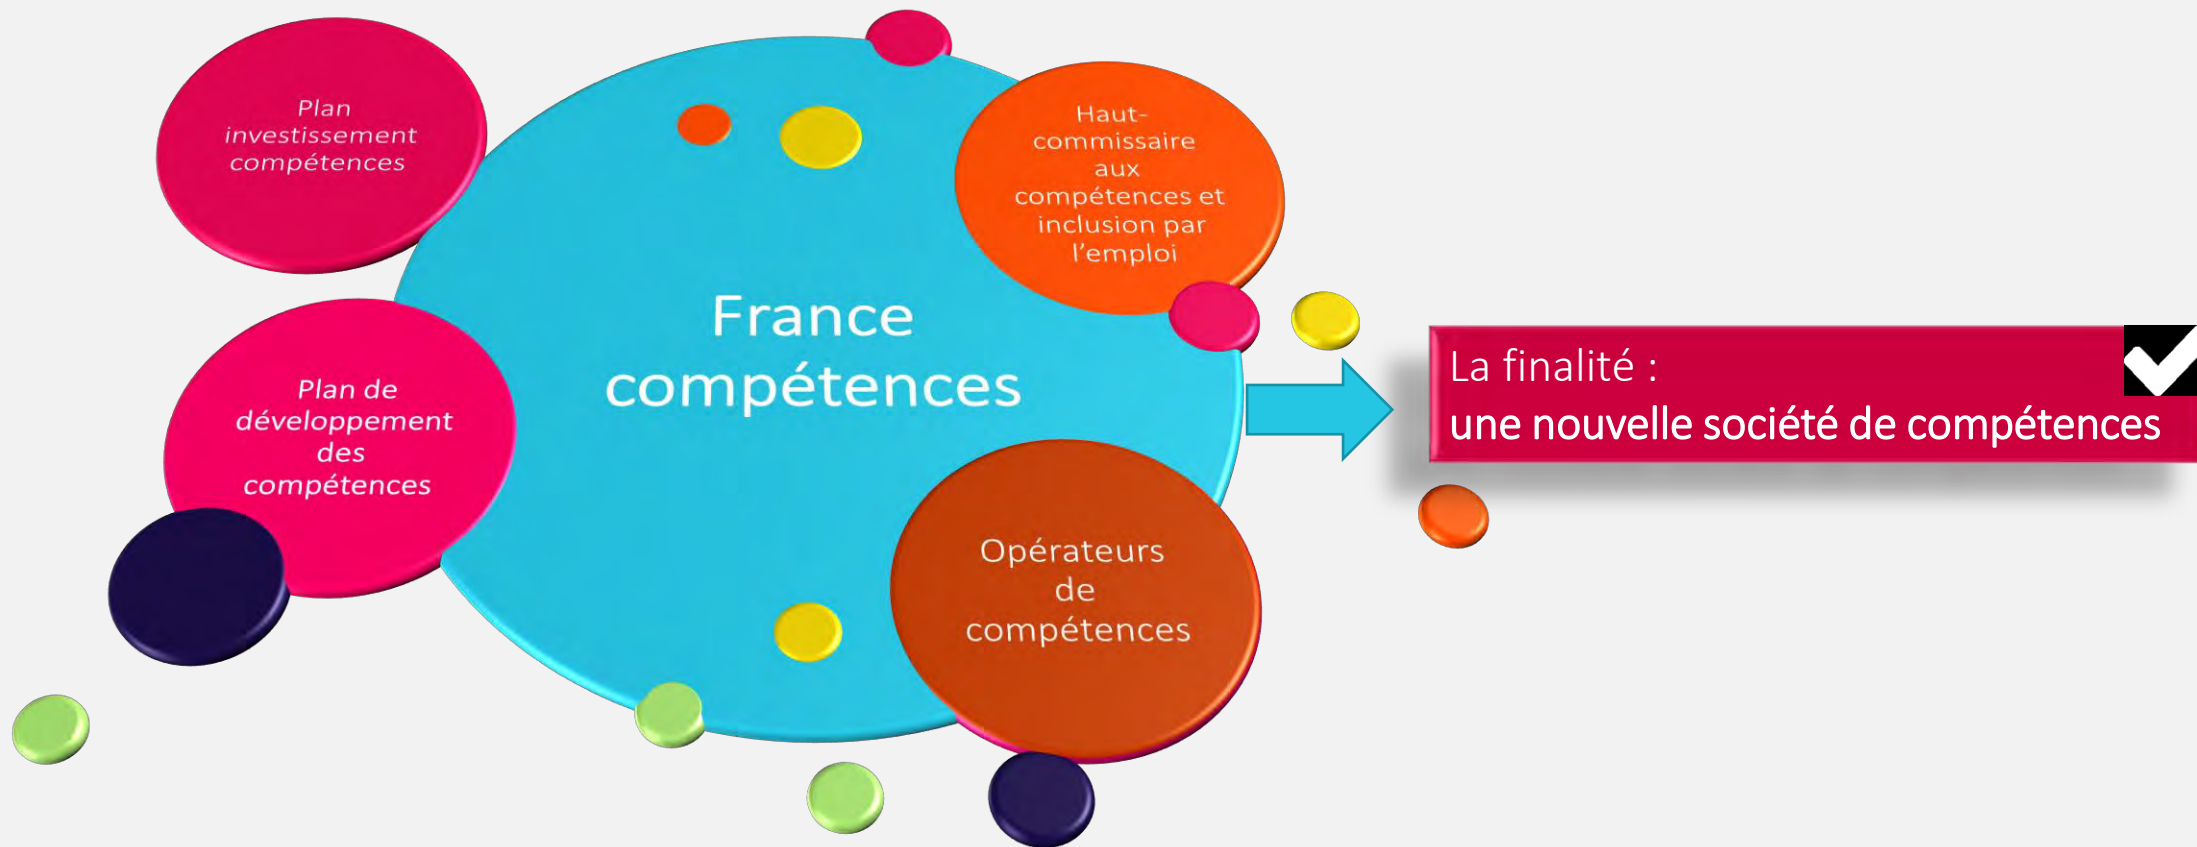 Plan
investissement
compétences
Haut-
commissaire
aux
compétences et
inclusion par
l'emploi
France
compétences
Plan de
développement
des
compétences
Opérateurs
de
compétences
La finalité :
une nouvelle société de compétences